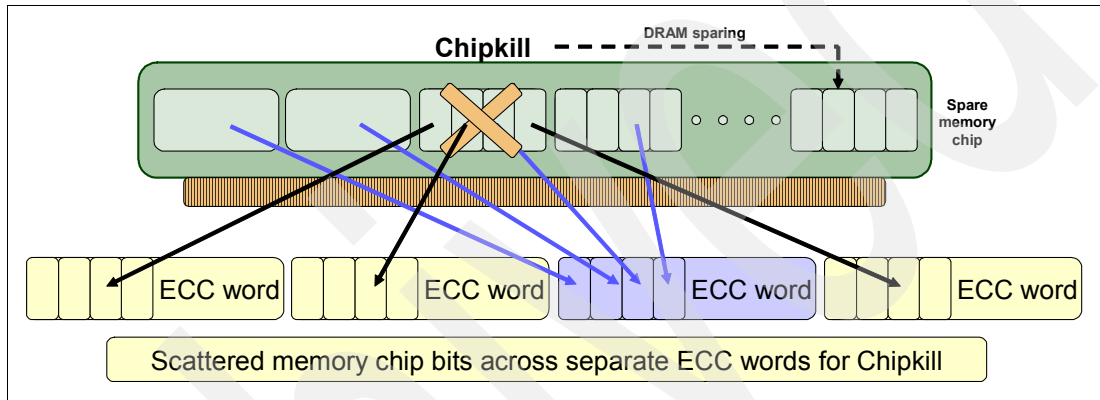 DRAM sparing
Chipkill
Spare
memory
chip
ECC word
ECC word
ECC word
ECC word
Scattered memory chip bits across separate ECC words for Chipkill